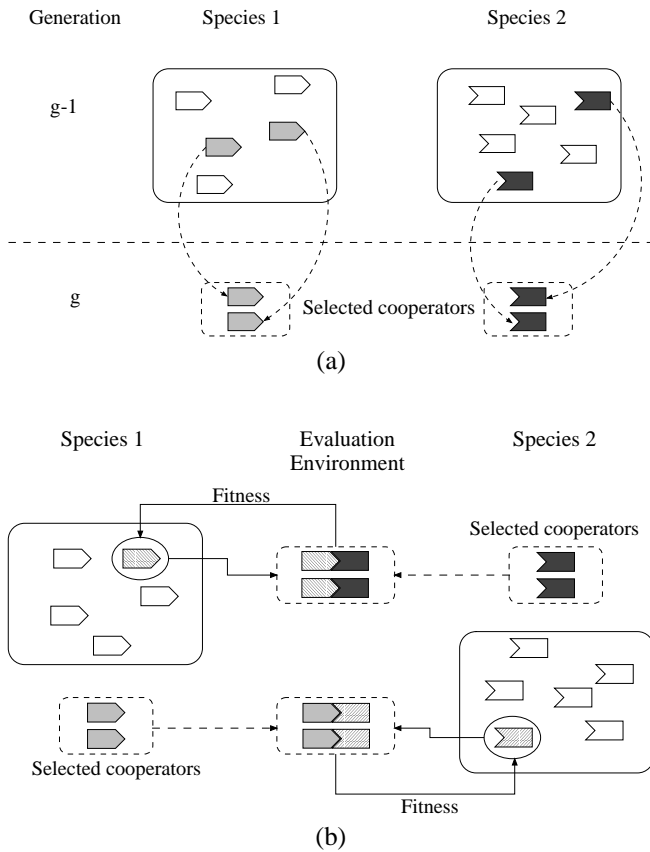 Generation
Species 1
Species 2
g-1
g
Selected cooperators
(a)
Species 1
Evaluation
Environment
Species 2
Fitness
Selected cooperators
Selected cooperators
Fitness
(b)